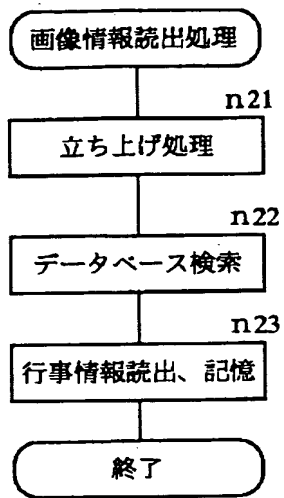 画像情報読出処理
n21
立ち上げ処理
n22
データベース検索
n23
行事情報読出、記憶
終了